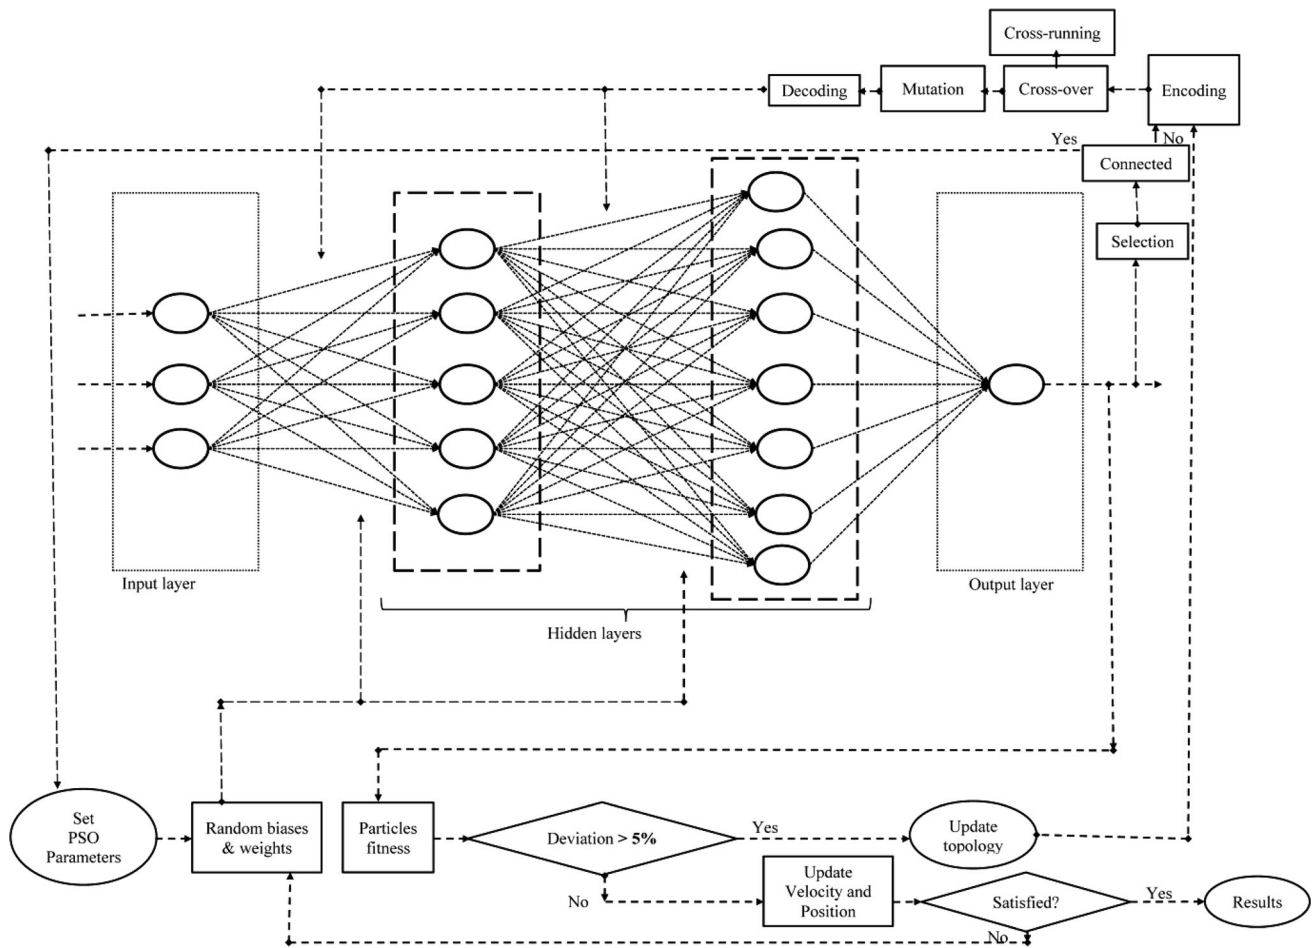 Cross-running
Decoding
Mutation
Cross-over
Encoding
Yes
No
Connected
Selection
Input layer
Output layer
Hidden layers
Set
PSO
Parameters
Random biases
& weights
Particles
fitness
Deviation > 5%
Yes
Update
topology
No
Update
Velocity and
Position
Satisfied?
Yes
Results
No